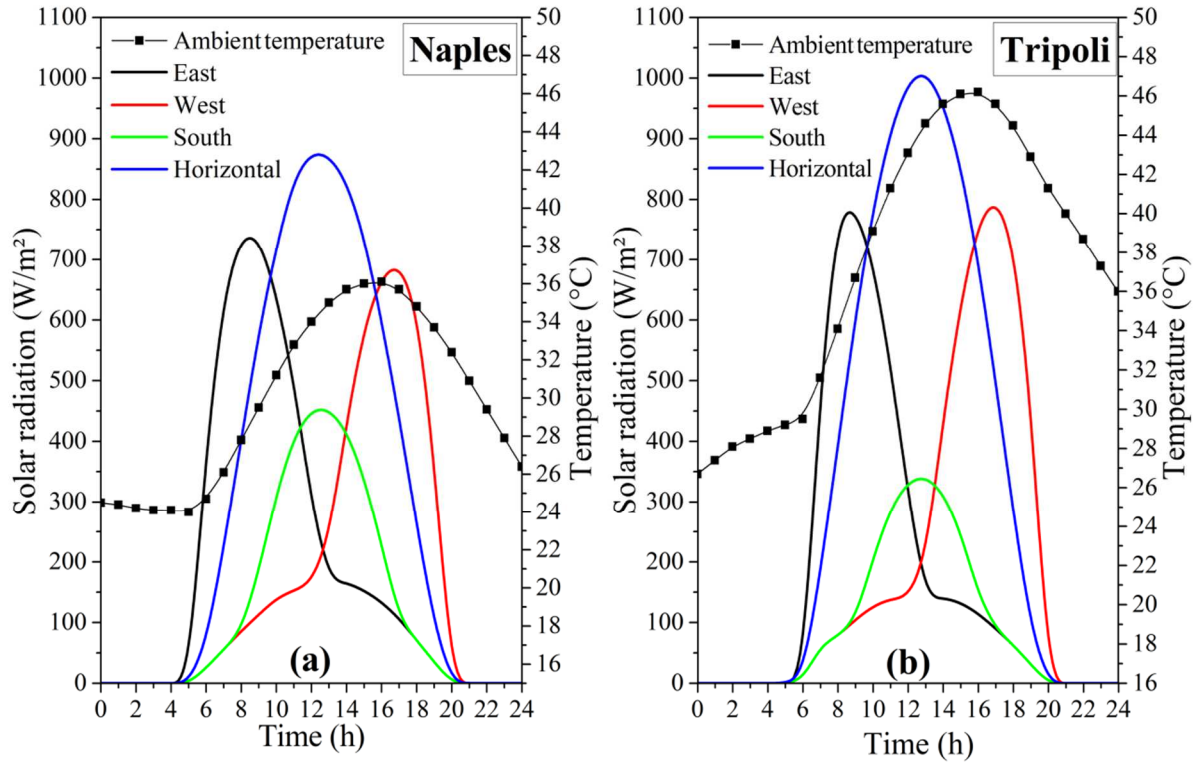 Naples
Ambient temperature
East
West
South
Horizontal
Solar radiation (W/m²)
1100
1000
900
800
700
600
500
400
300
200
100
0
Temperature (°C)
50
48
46
44
42
40
38
36
34
32
30
28
26
24
22
20
18
16
(a)
0 2 4 6 8 10 12 14 16 18 20 22 24
Time (h)
Tripoli
Ambient temperature
East
West
South
Horizontal
Solar radiation (W/m²)
1100
1000
900
800
700
600
500
400
300
200
100
0
Temperature (°C)
50
48
46
44
42
40
38
36
34
32
30
28
26
24
22
20
18
16
(b)
0 2 4 6 8 10 12 14 16 18 20 22 24
Time (h)